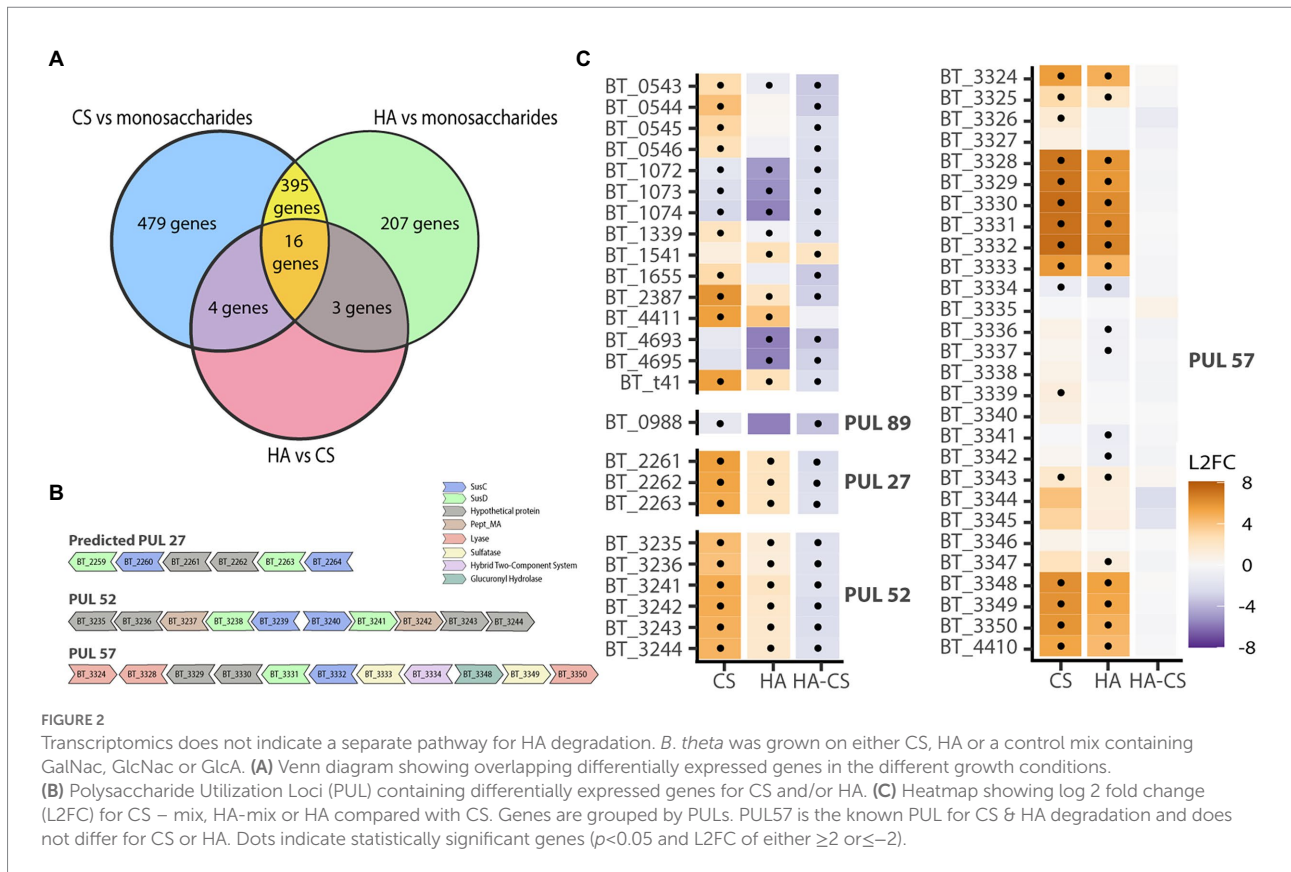 A
CS vs monosaccharides
HA vs monosaccharides
479 genes
395
genes
207 genes
16
genes
4 genes
3 genes
HA vs CS
B
SusC
SusD
Hypothetical protein
Pept_MA
Lyase
Sulfatase
Hybrid Two-Component System
Glucuronyl Hydrolase
Predicted PUL 27
BT_2259 BT_2260 BT_2261 BT_2262 BT_2263 BT_2264
PUL 52
BT_3235 BT_3236 BT_3237 BT_3238 BT_3239 BT_3240 BT_3241 BT_3242 BT_3243 BT_3244
PUL 57
BT_3324 BT_3328 BT_3329 BT_3330 BT_3331 BT_3332 BT_3333 BT_3334 BT_3348 BT_3349 BT_3350
C
BT_0543
BT_0544
BT_0545
BT_0546
BT_1072
BT_1073
BT_1074
BT_1339
BT_1541
BT_1655
BT_2387
BT_4411
BT_4693
BT_4695
BT_t41
BT_0988 PUL 89
BT_2261
BT_2262 PUL 27
BT_2263
BT_3235
BT_3236
BT_3241
BT_3242 PUL 52
BT_3243
BT_3244
CS HA HA-CS
BT_3324
BT_3325
BT_3326
BT_3327
BT_3328
BT_3329
BT_3330
BT_3331
BT_3332
BT_3333
BT_3334
BT_3335
BT_3336
BT_3337 PUL 57
BT_3338
BT_3339
BT_3340
BT_3341
BT_3342
BT_3343
BT_3344
BT_3345
BT_3346
BT_3347
BT_3348
BT_3349
BT_3350
BT_4410
CS HA HA-CS
L2FC
8
4
0
-4
-8
FIGURE 2
Transcriptomics does not indicate a separate pathway for HA degradation. B. theta was grown on either CS, HA or a control mix containing
GalNac, GlcNac or GlcA. (A) Venn diagram showing overlapping differentially expressed genes in the different growth conditions.
(B) Polysaccharide Utilization Loci (PUL) containing differentially expressed genes for CS and/or HA. (C) Heatmap showing log 2 fold change
(L2FC) for CS – mix, HA-mix or HA compared with CS. Genes are grouped by PULs. PUL57 is the known PUL for CS & HA degradation and does
not differ for CS or HA. Dots indicate statistically significant genes (p<0.05 and L2FC of either ≥2 or≤−2).